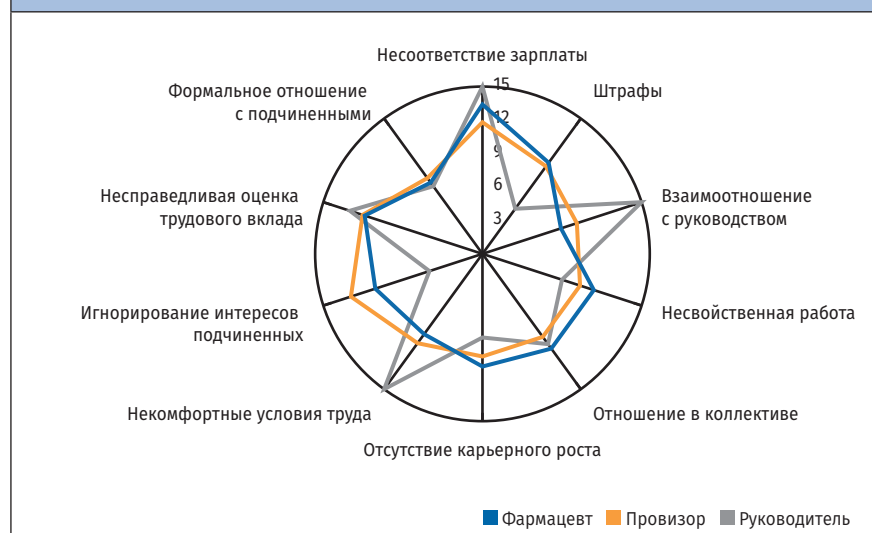 Несоответствие зарплаты
15
Штрафы
Формальное отношение
с подчиненными
12
9
Несправедливая оценка
трудового вклада
6
Взаимоотношение
с руководством
3
Игнорирование интересов
подчиненных
Несвойственная работа
Некомфортные условия труда
Отношение в коллективе
Отсутствие карьерного роста
Фармацевт Провизор Руководитель